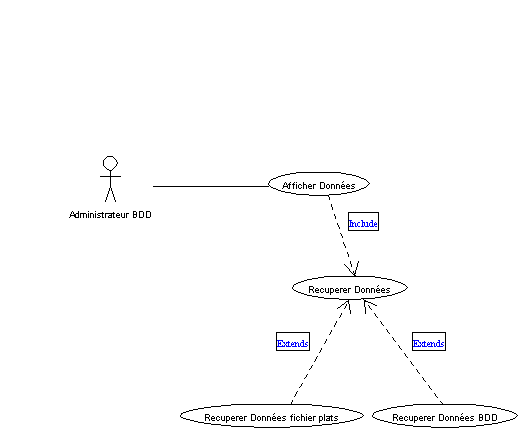 Afficher Données
Administrateur BDD
Include
Recuperer Données
Extends
Extends
Recuperer Données fichier plats
Recuperer Données BDD